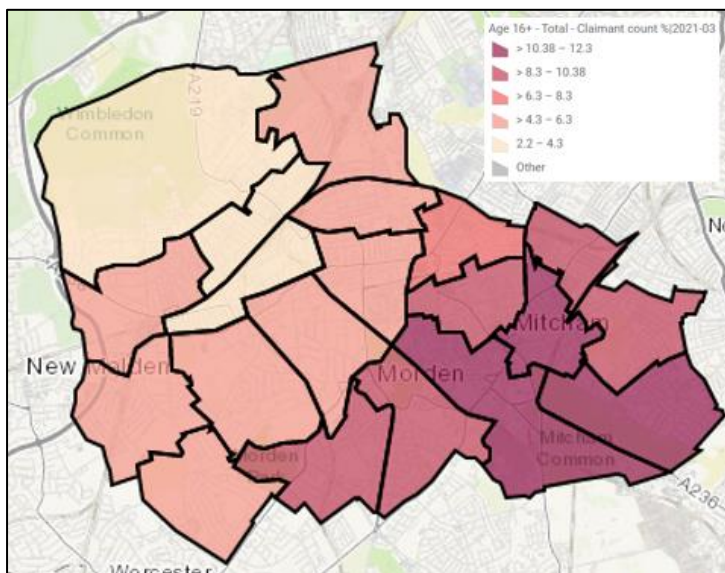 Age 16+ - Total - Claimant count %|2021-03
> 10.38 – 12.3
> 8.3 – 10.38
> 6.3 – 8.3
> 4.3 – 6.3
2.2 – 4.3
Other
A219
Wimbledon
Common
Mitcham
New Malden
Morden
Morden
Mitcham
Common
A236
Worcester